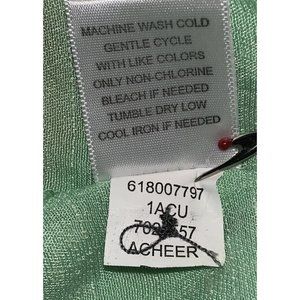 MACHINE WASH COLD
GENTLE CYCLE
WITH LIKE COLORS
ONLY NON-CHLORINE
BLEACH IF NEEDED
TUMBLE DRY LOW
COOL IRON IF NEEDED
618007797
1ACU
ACHEER